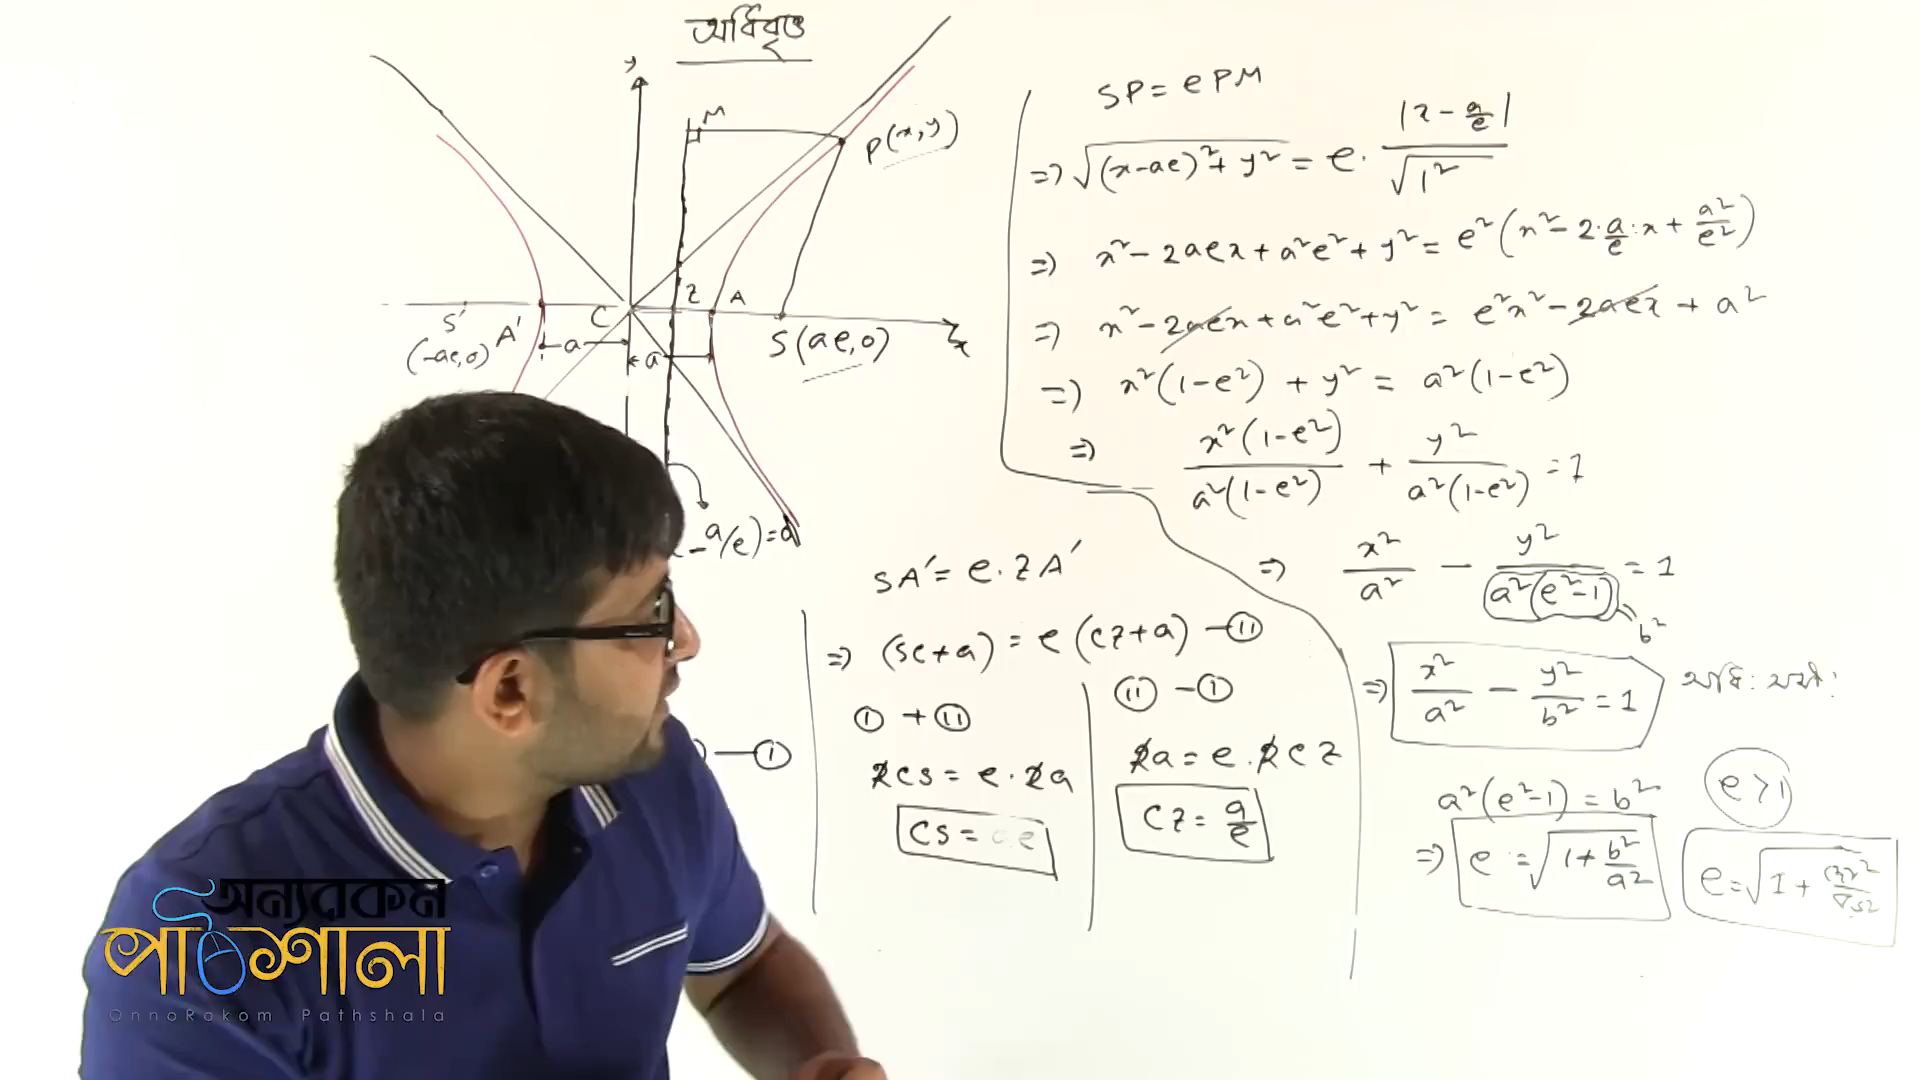 অধিবৃত্ত
y
M
P(x,y)
S'
A'
C
Z
A
x
(-ae,0)
a
a
S(ae,0)
-a/e)=
SP = e PM
⇒ √(x-ae)²+y² = e. |x - a/e| / √1²
⇒ x² - 2aex + a²e² + y² = e²(x² - 2.a/e.x + a²/e²)
⇒ x² - 2aex + a²e² + y² = e²x² - 2aex + a²
⇒ x²(1-e²) + y² = a²(1-e²)
⇒ x²(1-e²)/a²(1-e²) + y²/a²(1-e²) = 1
⇒ x²/a² - y²/a²(e²-1) = 1
b²
⇒ x²/a² - y²/b² = 1
a²(e²-1) = b²
⇒ e = √1 + b²/a²
e > 1
e = √1 +
SA' = e. ZA'
⇒ (sc+a) = e(cz+a) — ii
i + ii
2cs = e.2a
cs = ae
ii - i
2a = e.2cz
cz = a/e
— i
অন্যরকম
পাঠশালা
OnnoRokom Pathshala